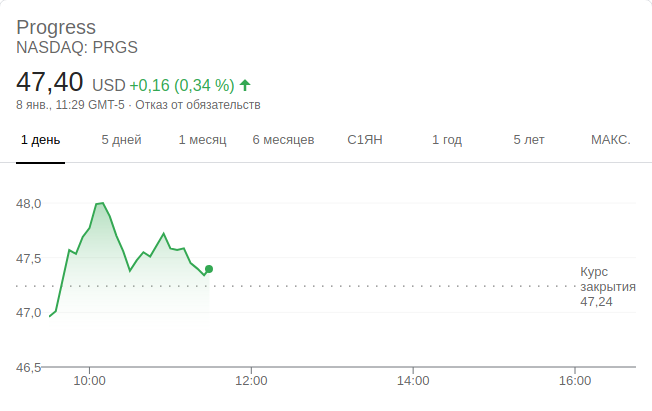 Progress
NASDAQ: PRGS
47,40 USD +0,16 (0,34 %)
8 янв., 11:29 GMT-5 · Отказ от обязательств
1 день 5 дней 1 месяц 6 месяцев С1ЯН 1 год 5 лет МАКС.
48,0
47,5
Курс
закрытия
47,24
47,0
46,5
10:00 12:00 14:00 16:00